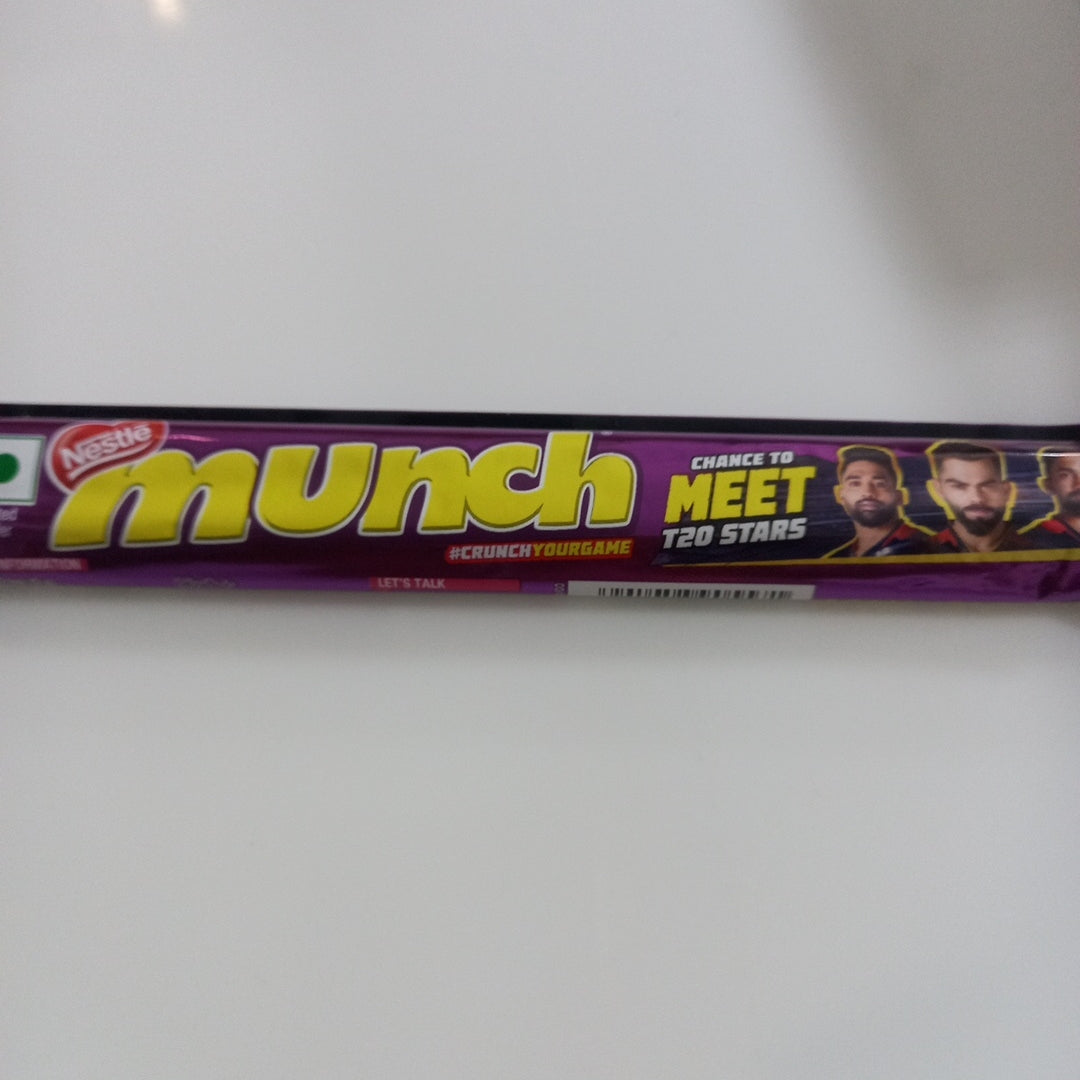 Nestlé
munch
#CRUNCHYOURGAME
CHANCE TO
MEET
T20 STARS
LET'S TALK